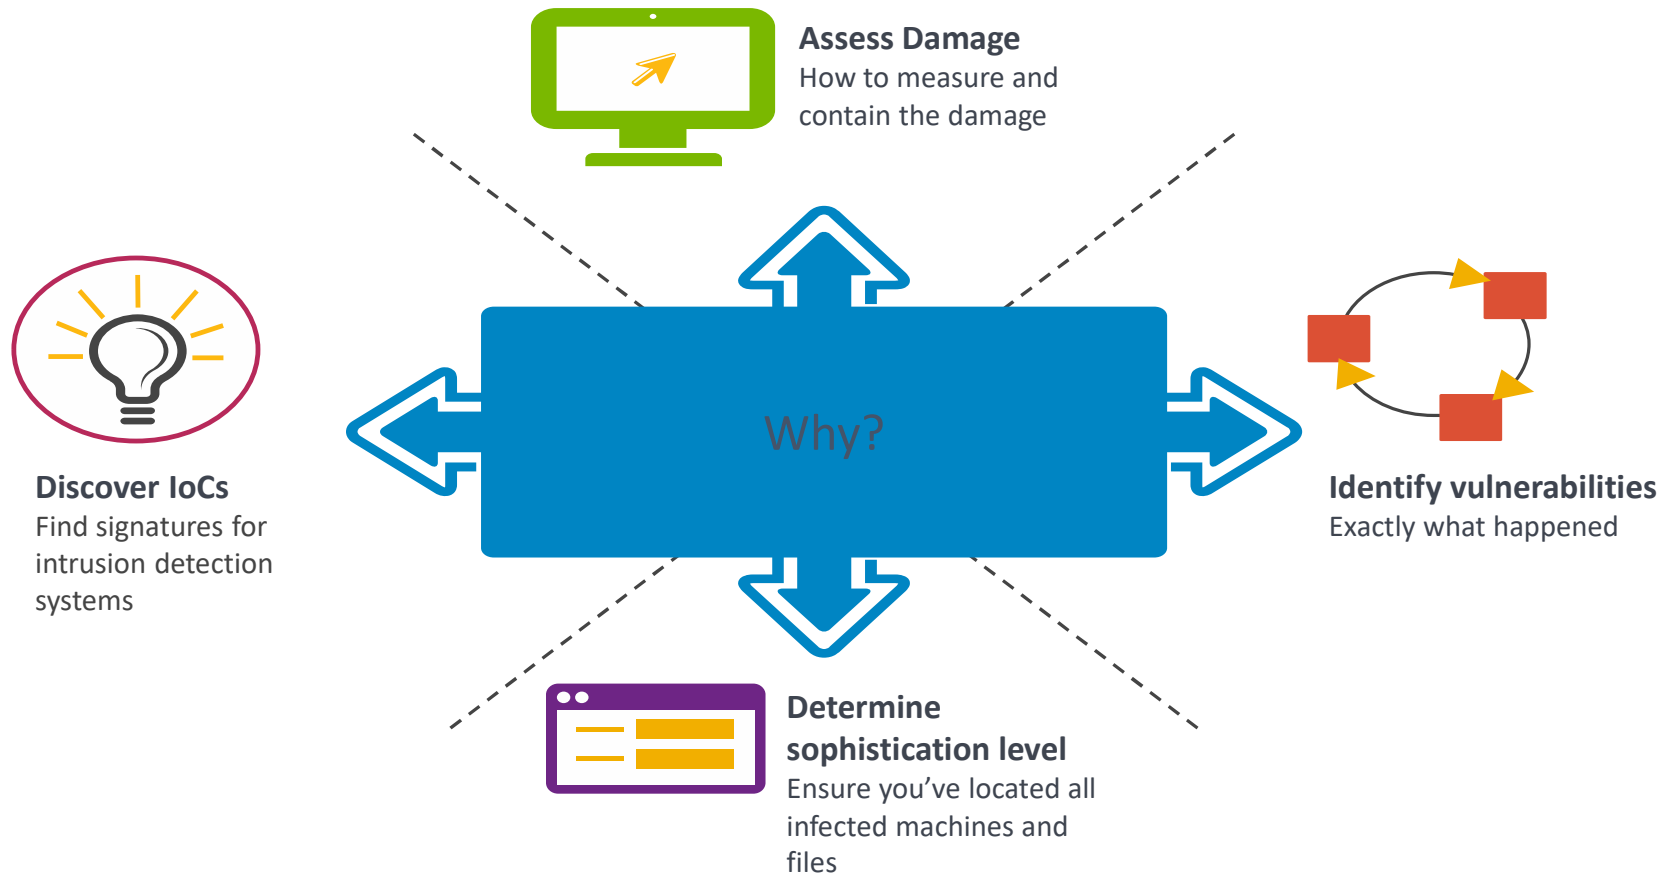 Assess Damage
How to measure and
contain the damage
Why?
Discover IoCs
Find signatures for
intrusion detection
systems
Identify vulnerabilities
Exactly what happened
Determine
sophistication level
Ensure you’ve located all
infected machines and
files